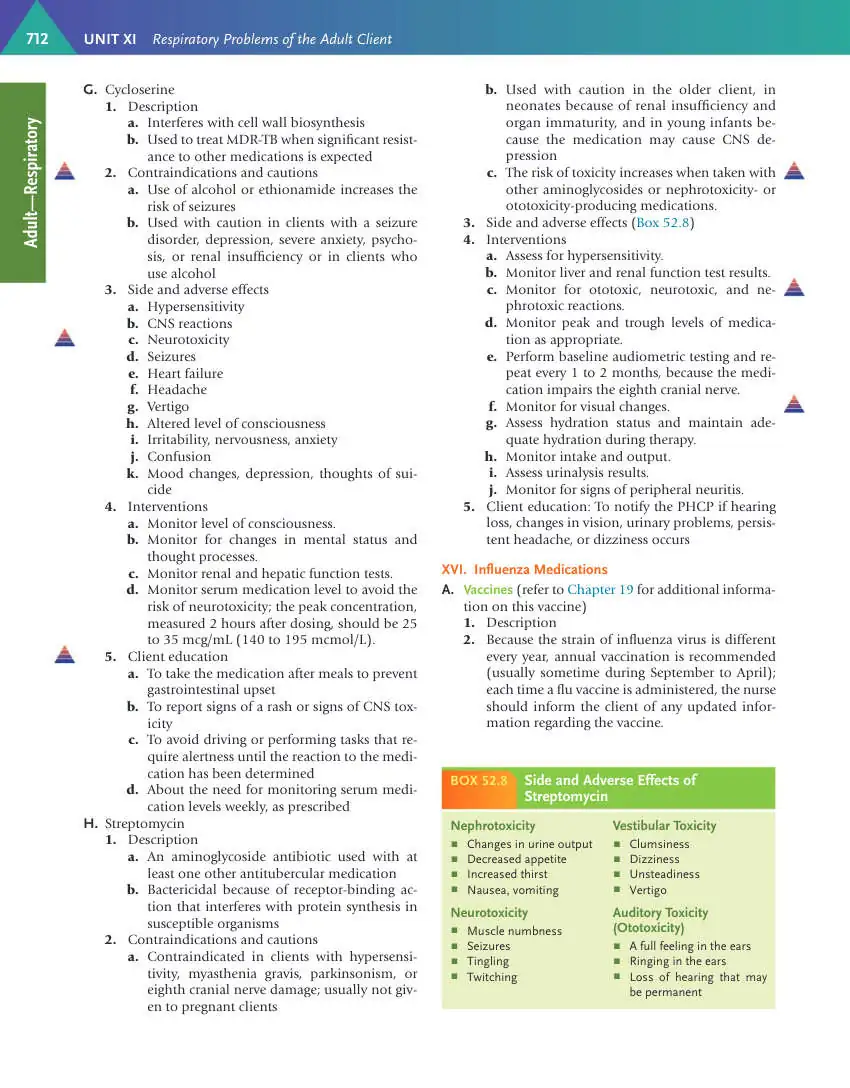 712
UNIT XI Respiratory Problems of the Adult Client
Adult—Respiratory
G. Cycloserine
1. Description
a. Interferes with cell wall biosynthesis
b. Used to treat MDR-TB when significant resist-
ance to other medications is expected
2. Contraindications and cautions
a. Use of alcohol or ethionamide increases the
risk of seizures
b. Used with caution in clients with a seizure
disorder, depression, severe anxiety, psycho-
sis, or renal insufficiency or in clients who
use alcohol
3. Side and adverse effects
a. Hypersensitivity
b. CNS reactions
c. Neurotoxicity
d. Seizures
e. Heart failure
f. Headache
g. Vertigo
h. Altered level of consciousness
i. Irritability, nervousness, anxiety
j. Confusion
k. Mood changes, depression, thoughts of sui-
cide
4. Interventions
a. Monitor level of consciousness.
b. Monitor for changes in mental status and
thought processes.
c. Monitor renal and hepatic function tests.
d. Monitor serum medication level to avoid the
risk of neurotoxicity; the peak concentration,
measured 2 hours after dosing, should be 25
to 35 mcg/mL (140 to 195 mcmol/L).
5. Client education
a. To take the medication after meals to prevent
gastrointestinal upset
b. To report signs of a rash or signs of CNS tox-
icity
c. To avoid driving or performing tasks that re-
quire alertness until the reaction to the medi-
cation has been determined
d. About the need for monitoring serum medi-
cation levels weekly, as prescribed
H. Streptomycin
1. Description
a. An aminoglycoside antibiotic used with at
least one other antitubercular medication
b. Bactericidal because of receptor-binding ac-
tion that interferes with protein synthesis in
susceptible organisms
2. Contraindications and cautions
a. Contraindicated in clients with hypersensi-
tivity, myasthenia gravis, parkinsonism, or
eighth cranial nerve damage; usually not giv-
en to pregnant clients
b. Used with caution in the older client, in
neonates because of renal insufficiency and
organ immaturity, and in young infants be-
cause the medication may cause CNS de-
pression
c. The risk of toxicity increases when taken with
other aminoglycosides or nephrotoxicity- or
ototoxicity-producing medications.
3. Side and adverse effects (Box 52.8)
4. Interventions
a. Assess for hypersensitivity.
b. Monitor liver and renal function test results.
c. Monitor for ototoxic, neurotoxic, and ne-
phrotoxic reactions.
d. Monitor peak and trough levels of medica-
tion as appropriate.
e. Perform baseline audiometric testing and re-
peat every 1 to 2 months, because the medi-
cation impairs the eighth cranial nerve.
f. Monitor for visual changes.
g. Assess hydration status and maintain ade-
quate hydration during therapy.
h. Monitor intake and output.
i. Assess urinalysis results.
j. Monitor for signs of peripheral neuritis.
5. Client education: To notify the PHCP if hearing
loss, changes in vision, urinary problems, persis-
tent headache, or dizziness occurs
XVI. Influenza Medications
A. Vaccines (refer to Chapter 19 for additional informa-
tion on this vaccine)
1. Description
2. Because the strain of influenza virus is different
every year, annual vaccination is recommended
(usually sometime during September to April);
each time a flu vaccine is administered, the nurse
should inform the client of any updated infor-
mation regarding the vaccine.
BOX 52.8 Side and Adverse Effects of
Streptomycin
Nephrotoxicity
■ Changes in urine output
■ Decreased appetite
■ Increased thirst
■ Nausea, vomiting
Neurotoxicity
■ Muscle numbness
■ Seizures
■ Tingling
■ Twitching
Vestibular Toxicity
■ Clumsiness
■ Dizziness
■ Unsteadiness
■ Vertigo
Auditory Toxicity
(Ototoxicity)
■ A full feeling in the ears
■ Ringing in the ears
■ Loss of hearing that may
be permanent